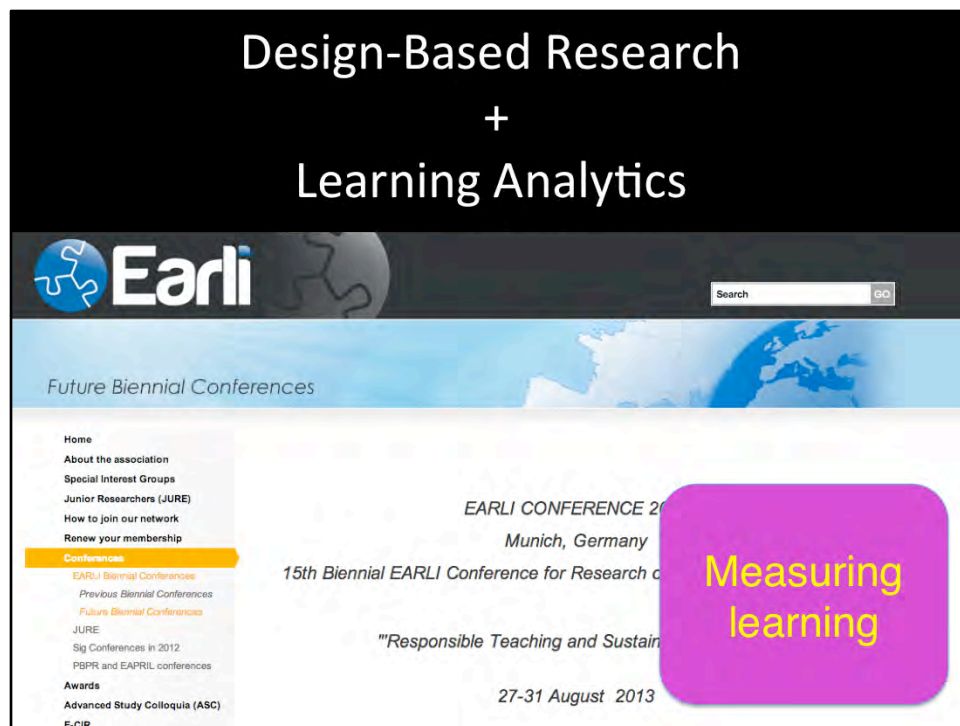 Design-Based Research
+
Learning Analytics
Earli
Search GO
Future Biennial Conferences
Home
About the association
Special Interest Groups
Junior Researchers (JURE)
How to join our network
Renew your membership
Conferences
EARLI Biennial Conferences
Previous Biennial Conferences
Future Biennial Conferences
JURE
Sig Conferences in 2012
PBPR and EAPRIL conferences
Awards
Advanced Study Colloquia (ASC)
E-CIR
EARLI CONFERENCE 2
Munich, Germany
15th Biennial EARLI Conference for Research
"'Responsible Teaching and Sustain
27-31 August 2013
Measuring
learning